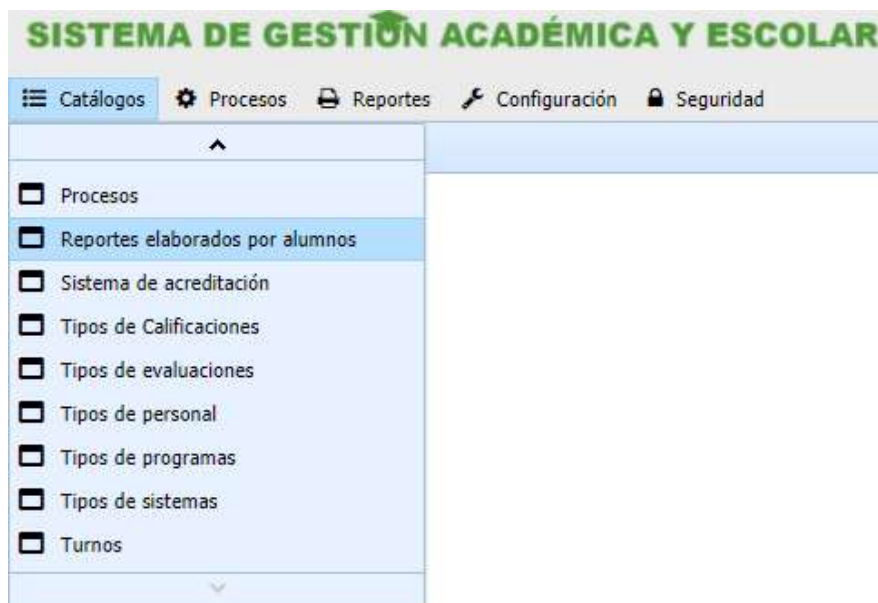 SISTEMA DE GESTIÓN ACADÉMICA Y ESCOLAR
Catálogos Procesos Reportes Configuración Seguridad
Procesos
Reportes elaborados por alumnos
Sistema de acreditación
Tipos de Calificaciones
Tipos de evaluaciones
Tipos de personal
Tipos de programas
Tipos de sistemas
Turnos